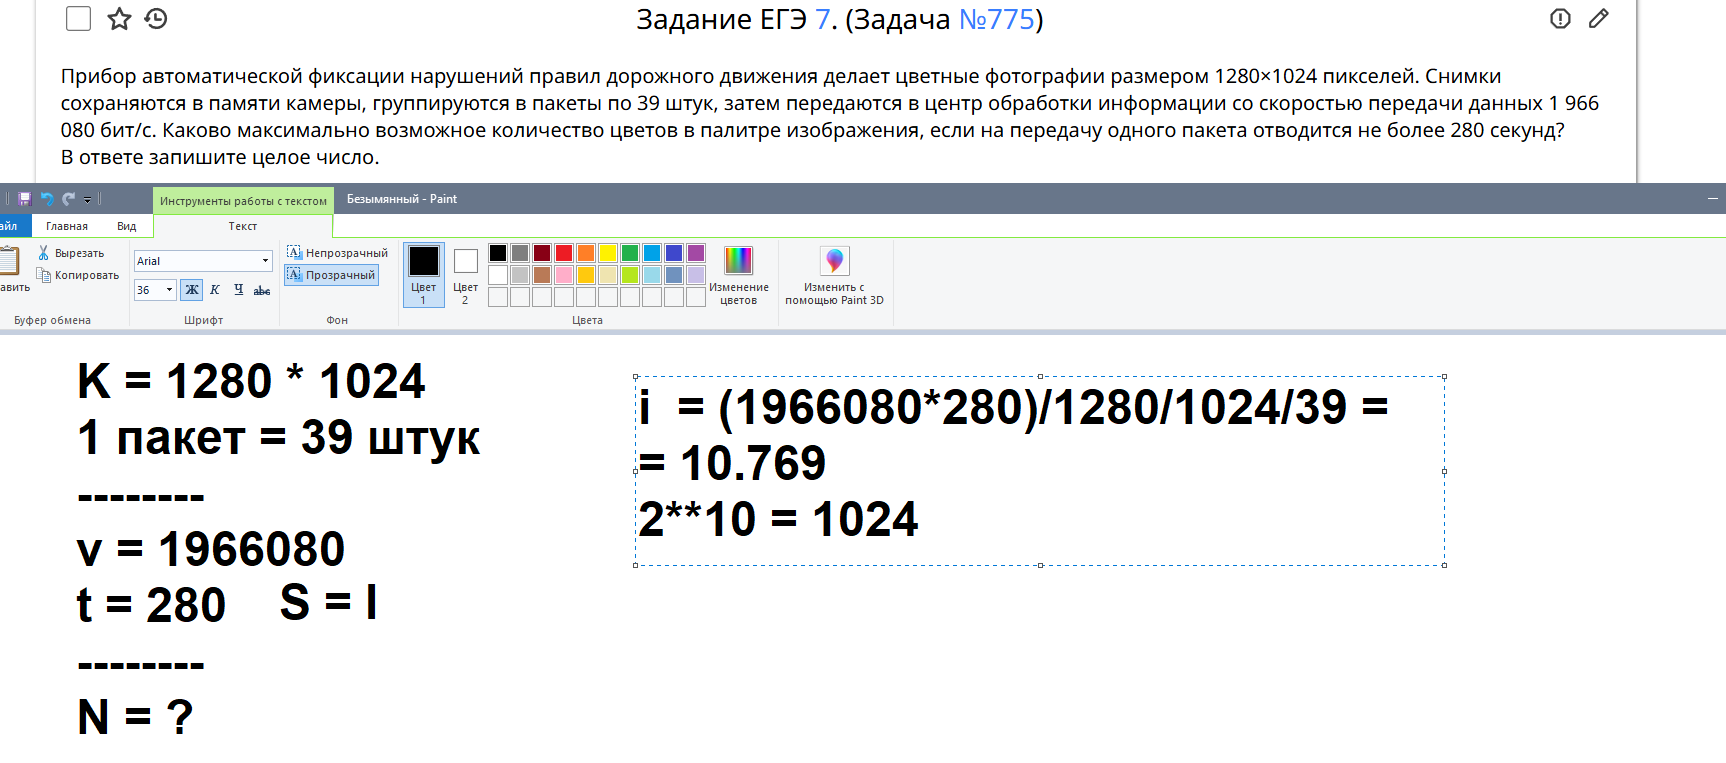 Задание ЕГЭ 7. (Задача №775)
Прибор автоматической фиксации нарушений правил дорожного движения делает цветные фотографии размером 1280×1024 пикселей. Снимки
сохраняются в памяти камеры, группируются в пакеты по 39 штук, затем передаются в центр обработки информации со скоростью передачи данных 1 966
080 бит/с. Каково максимально возможное количество цветов в палитре изображения, если на передачу одного пакета отводится не более 280 секунд?
В ответе запишите целое число.
Инструменты работы с текстом
Безымянный - Paint
айл Главная Вид Текст
Вырезать
Копировать
авить
Буфер обмена
Arial
36 Ж К Ч abc
Шрифт
Непрозрачный
Прозрачный
Фон
Цвет
1
Цвет
2
Изменение
цветов
Цвета
Изменить с
помощью Paint 3D
K = 1280 * 1024
1 пакет = 39 штук
--------
v = 1966080
t = 280 S = I
--------
N = ?
i = (1966080*280)/1280/1024/39 =
= 10.769
2**10 = 1024